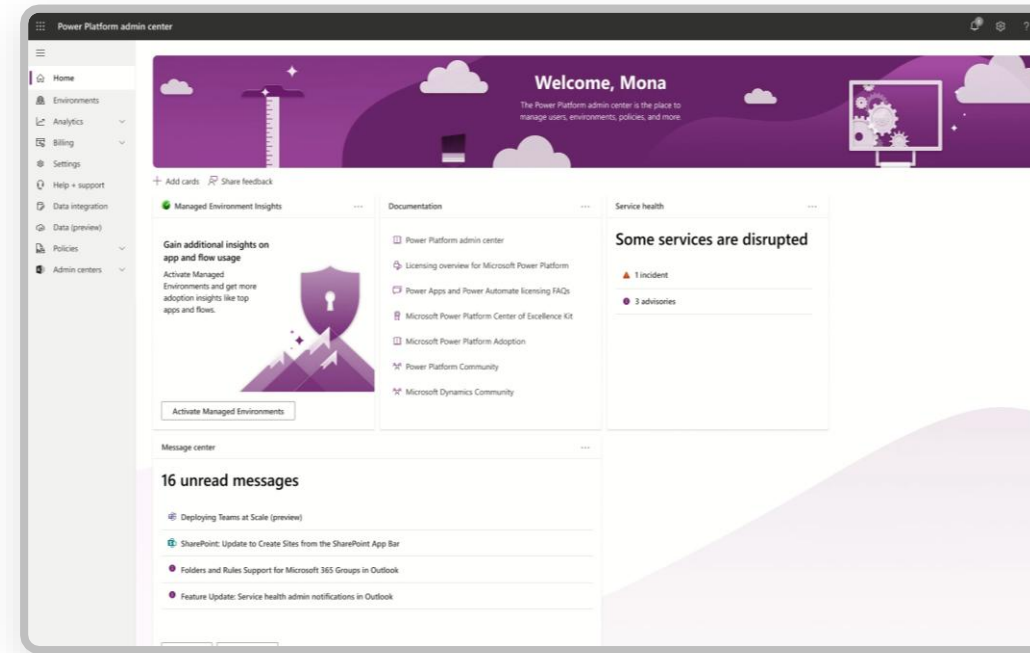 Power Platform admin center
?
Home
Environments
Analytics
Billing
Settings
Help + support
Data integration
Data (preview)
Policies
Admin centers
Welcome, Mona
The Power Platform admin center is the place to
manage users, environments, policies, and more.
Add cards
Share feedback
Managed Environment Insights
Gain additional insights on
app and flow usage
Activate Managed
Environments and get more
adoption insights like top
apps and flows.
Activate Managed Environments
Documentation
Power Platform admin center
Licensing overview for Microsoft Power Platform
Power Apps and Power Automate licensing FAQs
Microsoft Power Platform Center of Excellence Kit
Microsoft Power Platform Adoption
Power Platform Community
Microsoft Dynamics Community
Service health
Some services are disrupted
1 incident
3 advisories
Message center
16 unread messages
Deploying Teams at Scale (preview)
SharePoint: Update to Create Sites from the SharePoint App Bar
Folders and Rules Support for Microsoft 365 Groups in Outlook
Feature Update: Service health admin notifications in Outlook